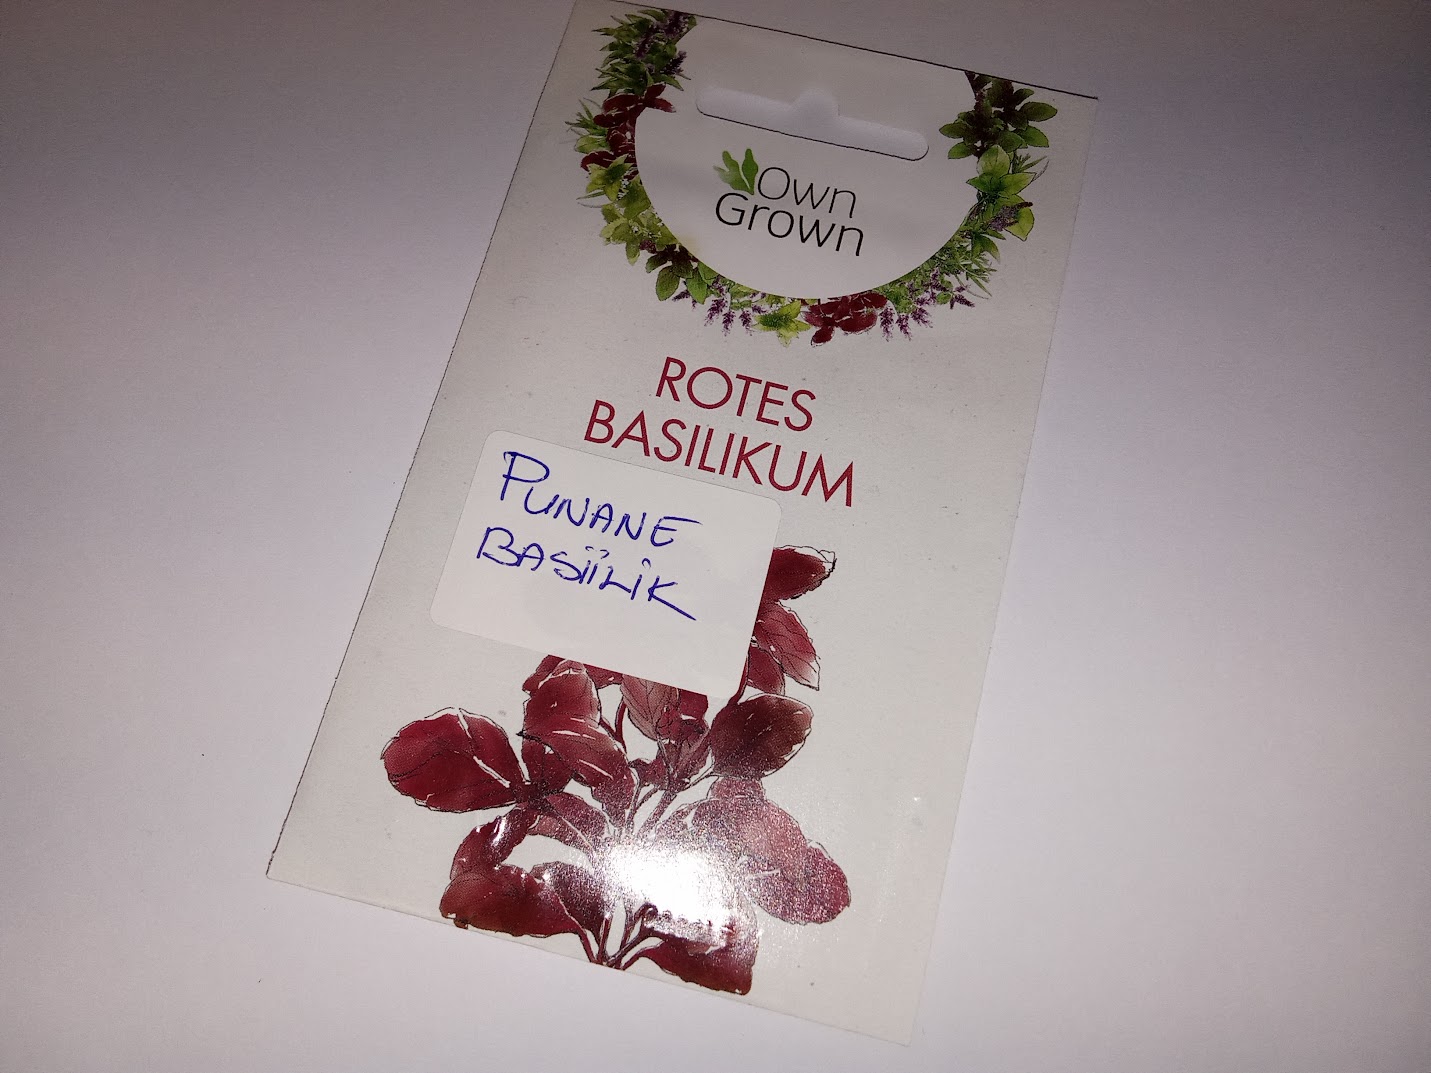 Own
Grown
ROTES
BASILIKUM
PUNANE
BASIILIK